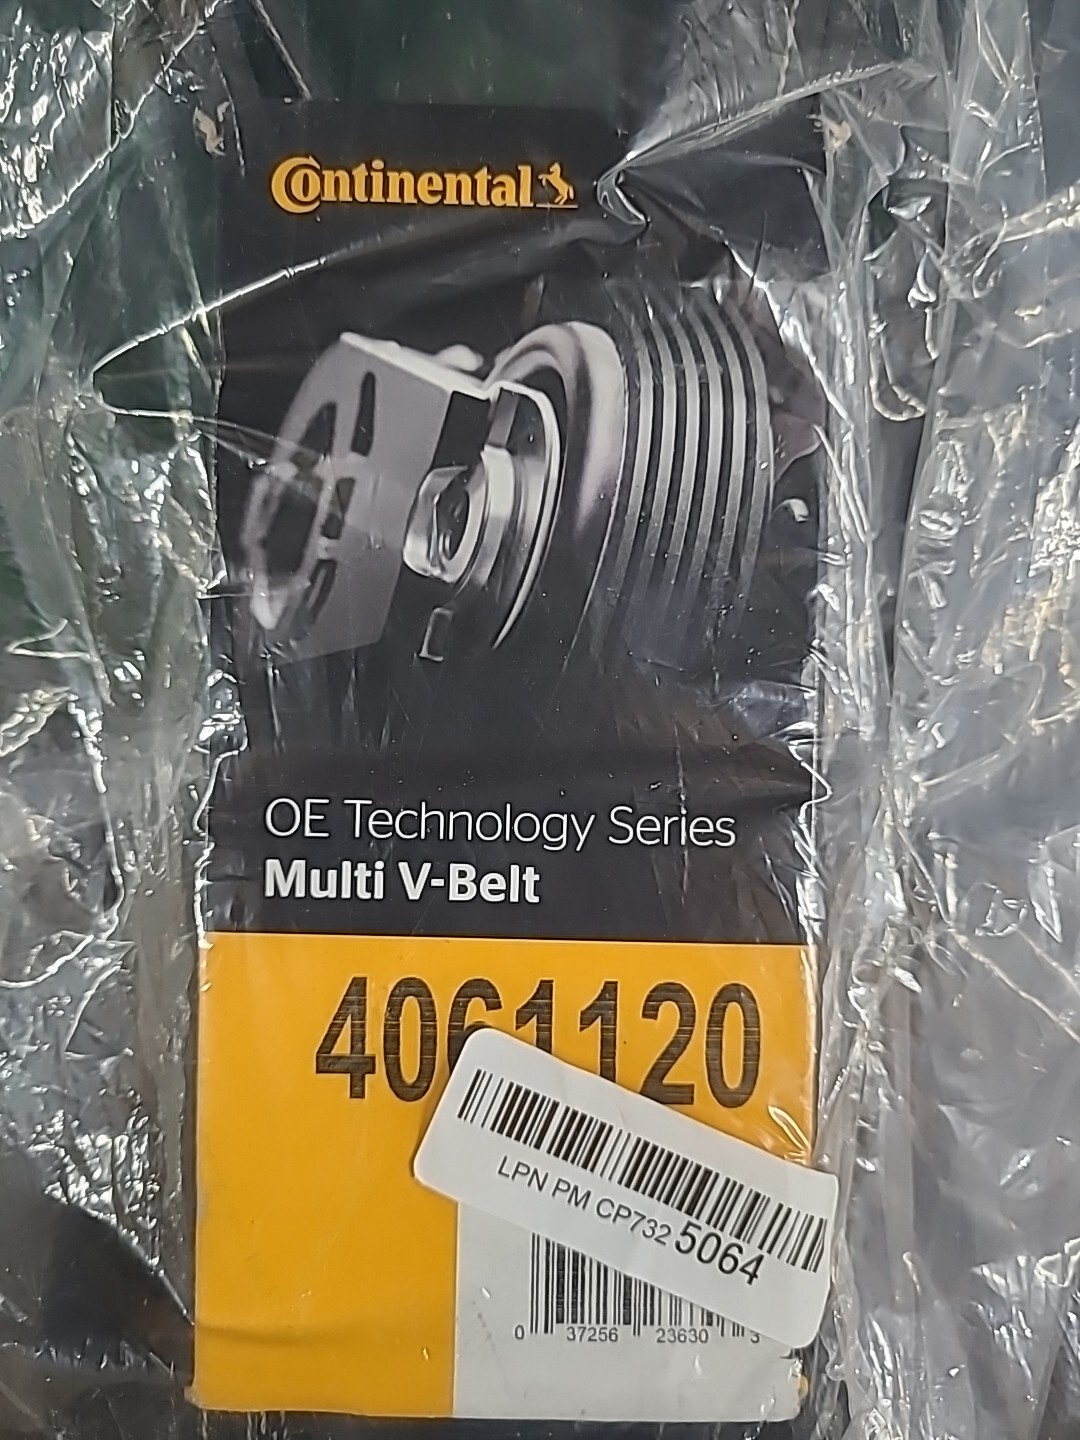 Continental
OE Technology Series
Multi V-Belt
4061120
LPN PM CP732 5064
0 37256 23630 3